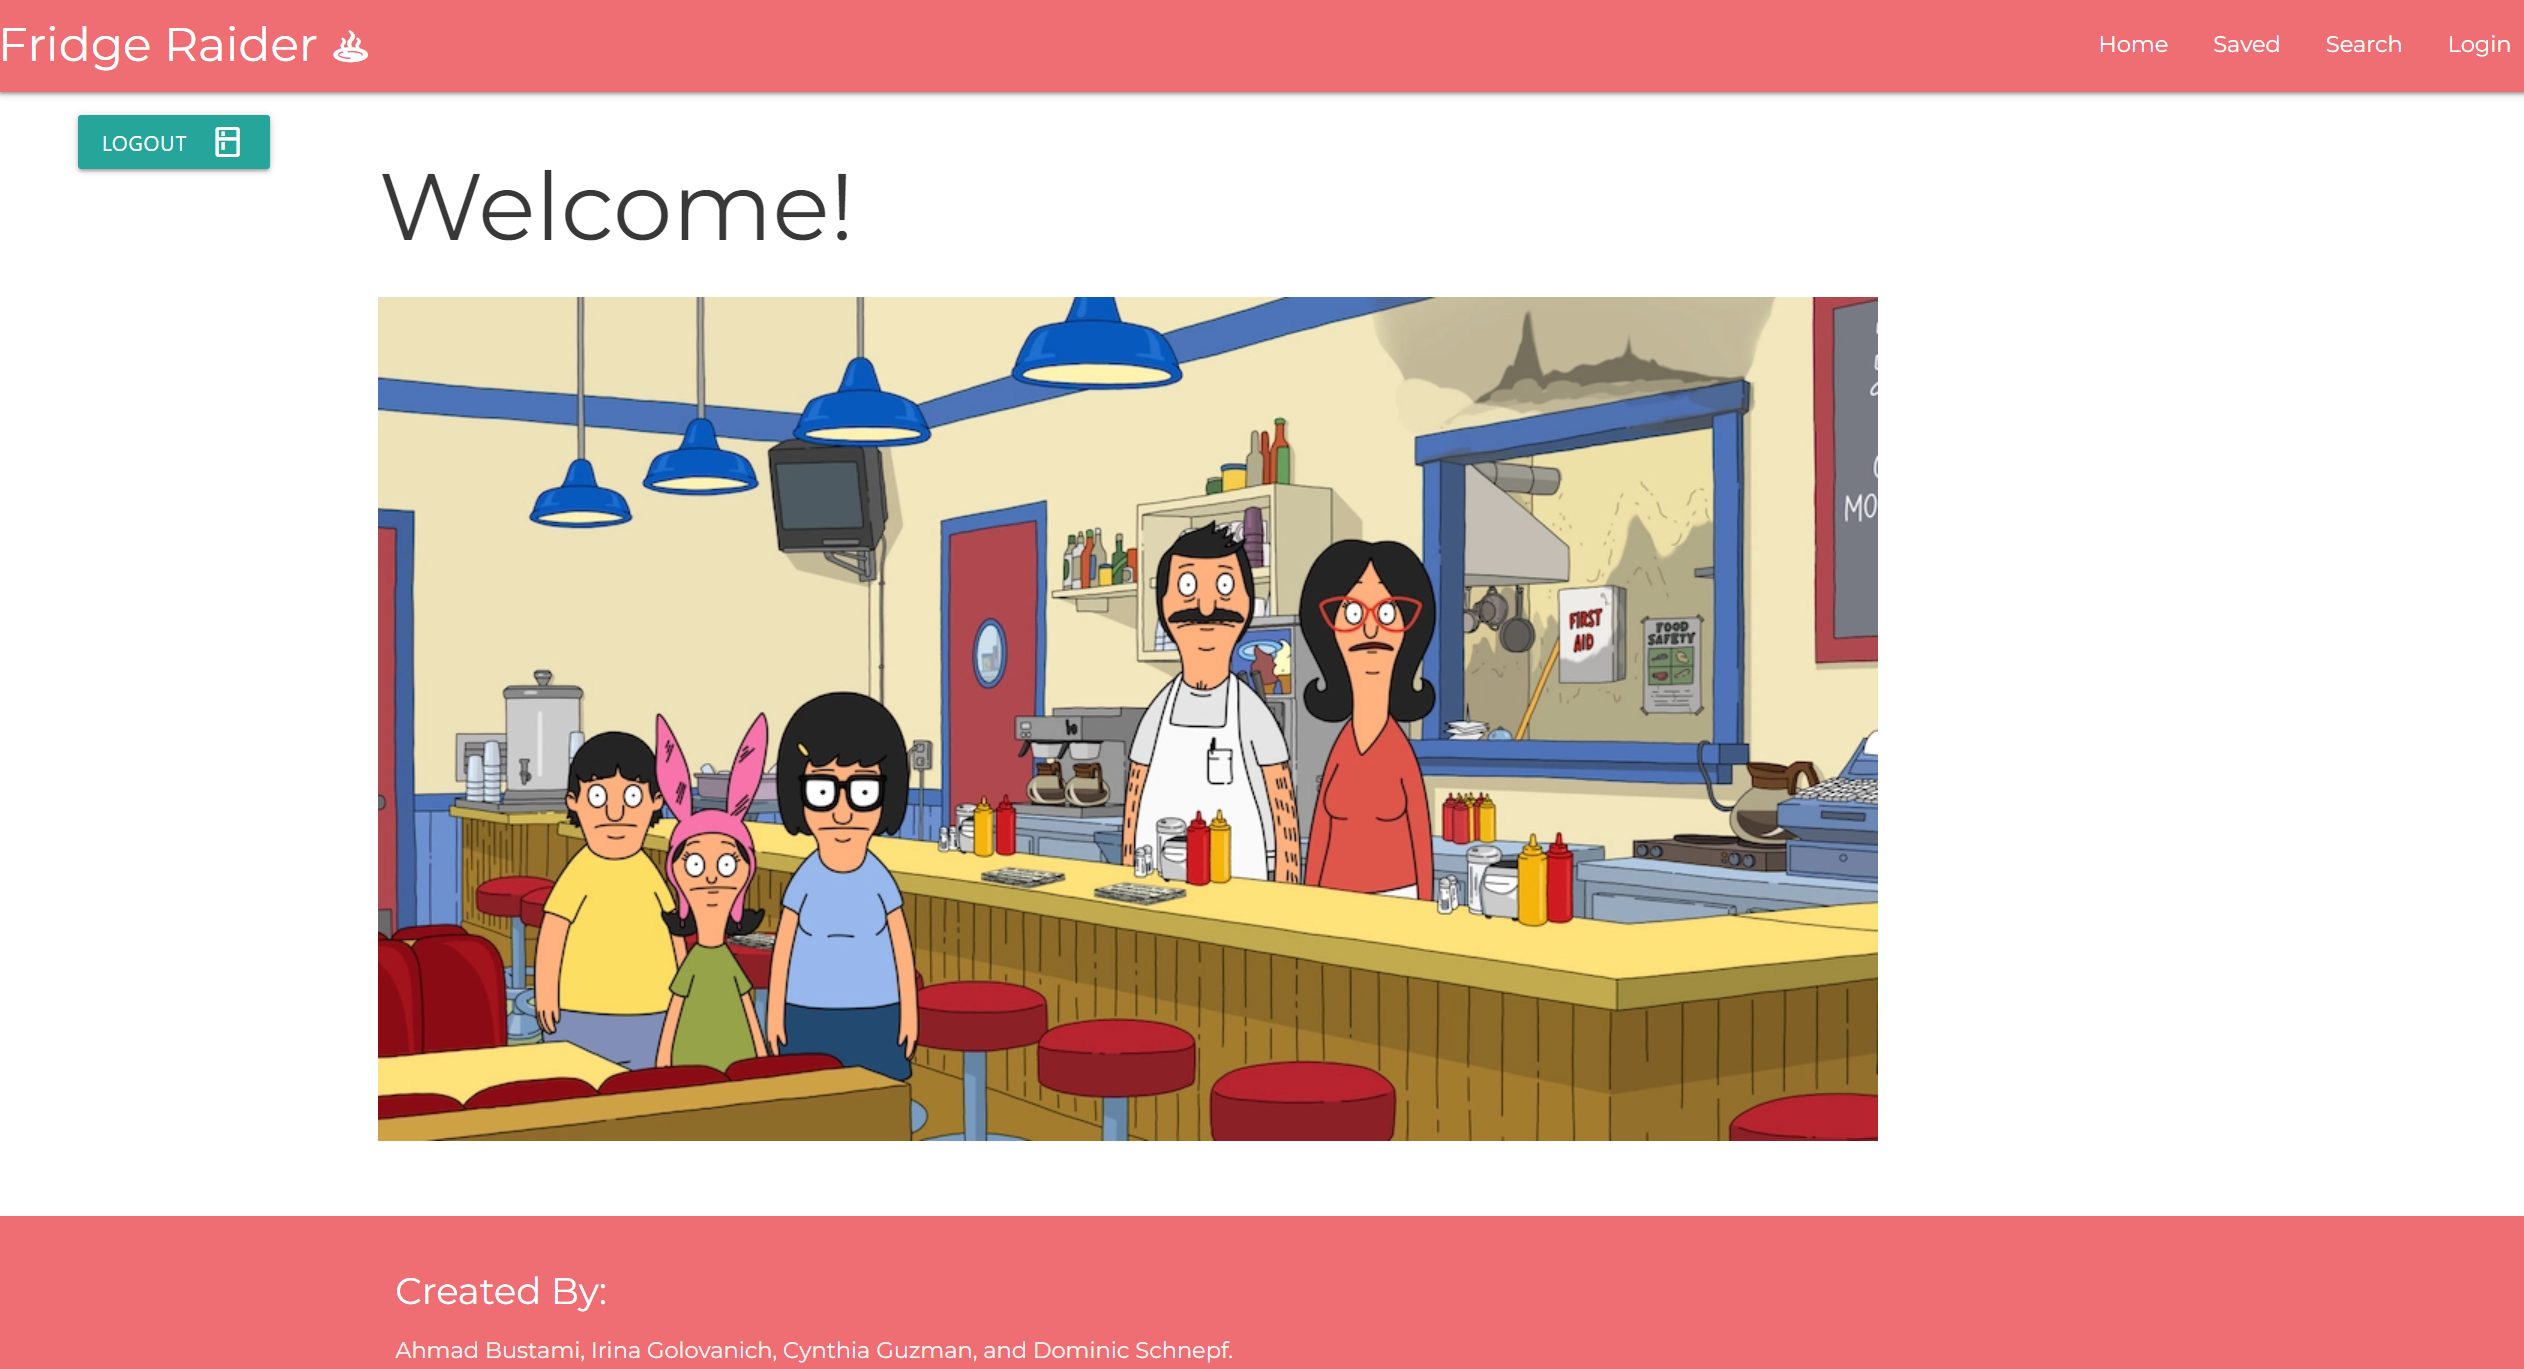 Fridge Raider
Home Saved Search Login
LOGOUT
Welcome!
MO
FIRST
AID
FOOD
SAFETY
Created By:
Ahmad Bustami, Irina Golovanich, Cynthia Guzman, and Dominic Schnepf.